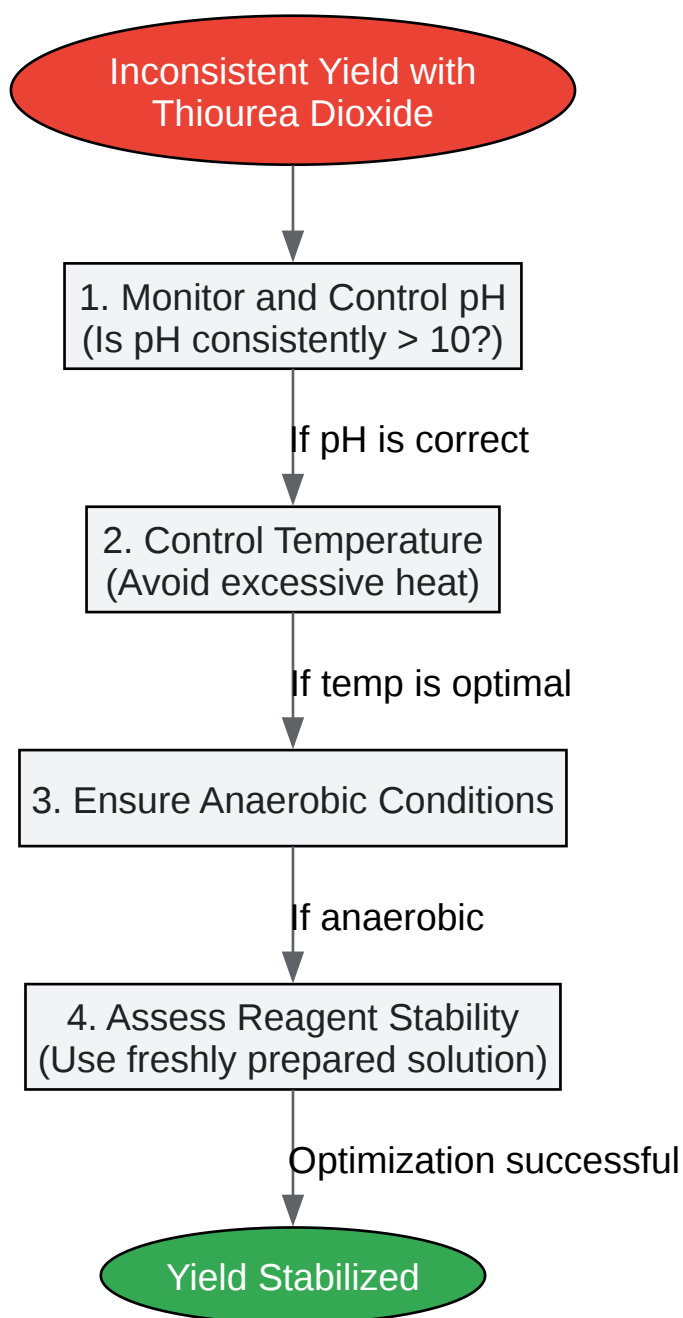 Inconsistent Yield with
Thiourea Dioxide
1. Monitor and Control pH
(Is pH consistently > 10?)
If pH is correct
2. Control Temperature
(Avoid excessive heat)
If temp is optimal
3. Ensure Anaerobic Conditions
If anaerobic
4. Assess Reagent Stability
(Use freshly prepared solution)
Optimization successful
Yield Stabilized